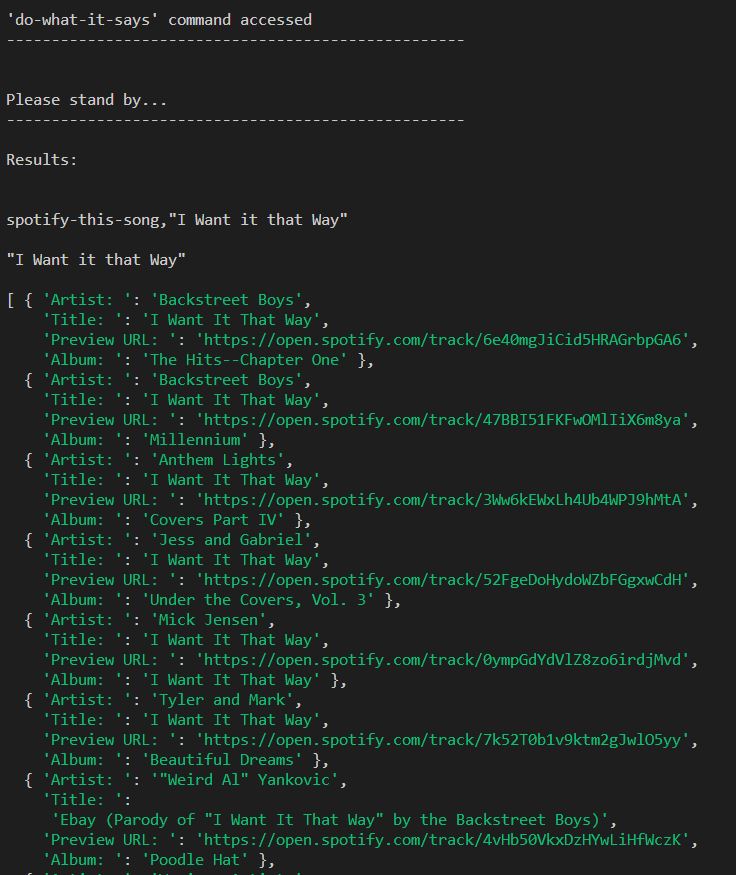 'do-what-it-says' command accessed
---------------------------------------------------
Please stand by...
---------------------------------------------------
Results:
spotify-this-song,"I Want it that Way"
"I Want it that Way"
[ { 'Artist: ': 'Backstreet Boys',
'Title: ': 'I Want It That Way',
'Preview URL: ': 'https://open.spotify.com/track/6e40mgJiCid5HRAGrbpGA6',
'Album: ': 'The Hits--Chapter One' },
{ 'Artist: ': 'Backstreet Boys',
'Title: ': 'I Want It That Way',
'Preview URL: ': 'https://open.spotify.com/track/47BBI51FKFwOMlIiX6m8ya',
'Album: ': 'Millennium' },
{ 'Artist: ': 'Anthem Lights',
'Title: ': 'I Want It That Way',
'Preview URL: ': 'https://open.spotify.com/track/3Ww6kEWxLh4Ub4WPJ9hMtA',
'Album: ': 'Covers Part IV' },
{ 'Artist: ': 'Jess and Gabriel',
'Title: ': 'I Want It That Way',
'Preview URL: ': 'https://open.spotify.com/track/52FgeDoHydoWZbFGgxwCdH',
'Album: ': 'Under the Covers, Vol. 3' },
{ 'Artist: ': 'Mick Jensen',
'Title: ': 'I Want It That Way',
'Preview URL: ': 'https://open.spotify.com/track/0ympGdYdVlZ8zo6irdjMvd',
'Album: ': 'I Want It That Way' },
{ 'Artist: ': 'Tyler and Mark',
'Title: ': 'I Want It That Way',
'Preview URL: ': 'https://open.spotify.com/track/7k52T0b1v9ktm2gJwlO5yy',
'Album: ': 'Beautiful Dreams' },
{ 'Artist: ': '"Weird Al" Yankovic',
'Title: ':
'Ebay (Parody of "I Want It That Way" by the Backstreet Boys)',
'Preview URL: ': 'https://open.spotify.com/track/4vHb50VkxDzHYwLiHfWczK',
'Album: ': 'Poodle Hat' },